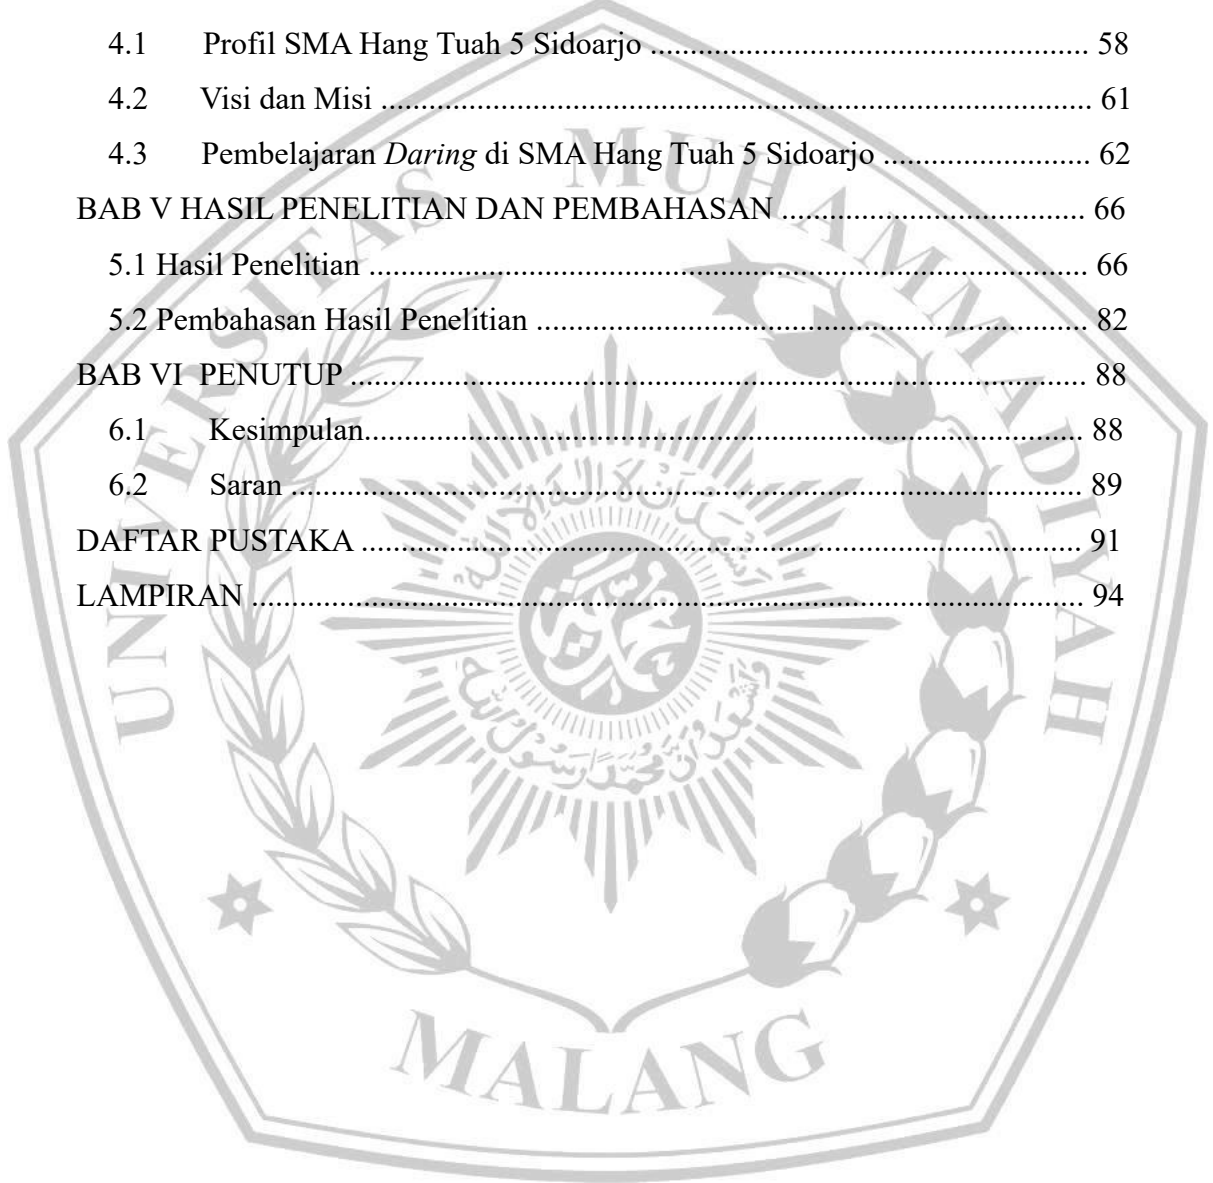 4.1 Profil SMA Hang Tuah 5 Sidoarjo ........................................................ 58
4.2 Visi dan Misi ........................................................................................... 61
4.3 Pembelajaran Daring di SMA Hang Tuah 5 Sidoarjo .......................... 62
BAB V HASIL PENELITIAN DAN PEMBAHASAN ....................................... 66
5.1 Hasil Penelitian ............................................................................................ 66
5.2 Pembahasan Hasil Penelitian ....................................................................... 82
BAB VI PENUTUP .............................................................................................. 88
6.1 Kesimpulan............................................................................................ 88
6.2 Saran ..................................................................................................... 89
DAFTAR PUSTAKA ............................................................................................ 91
LAMPIRAN .......................................................................................................... 94
UNIVERSITAS MUHAMMADIYAH
MALANG